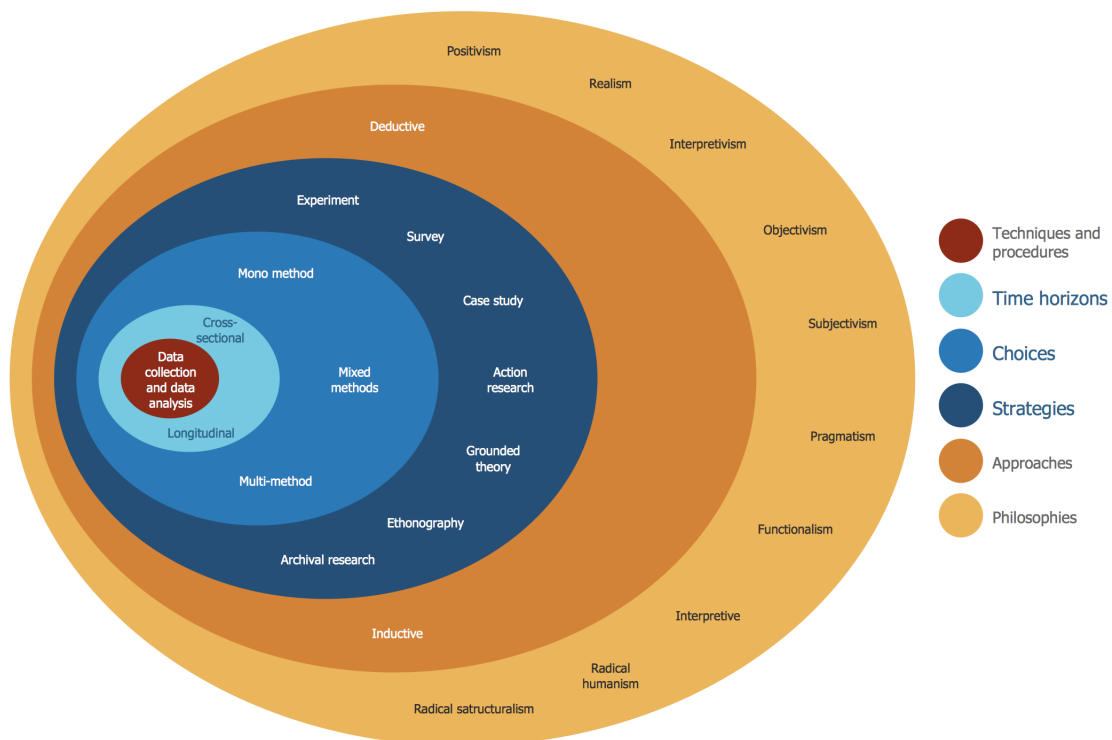 Positivism
Realism
Deductive
Interpretivism
Experiment
Survey
Objectivism
Mono method
Case study
Cross-
sectional
Subjectivism
Data
collection
and data
analysis
Mixed
methods
Action
research
Longitudinal
Pragmatism
Grounded
theory
Multi-method
Ethonography
Functionalism
Archival research
Interpretive
Inductive
Radical
humanism
Radical satructuralism
Techniques and
procedures
Time horizons
Choices
Strategies
Approaches
Philosophies